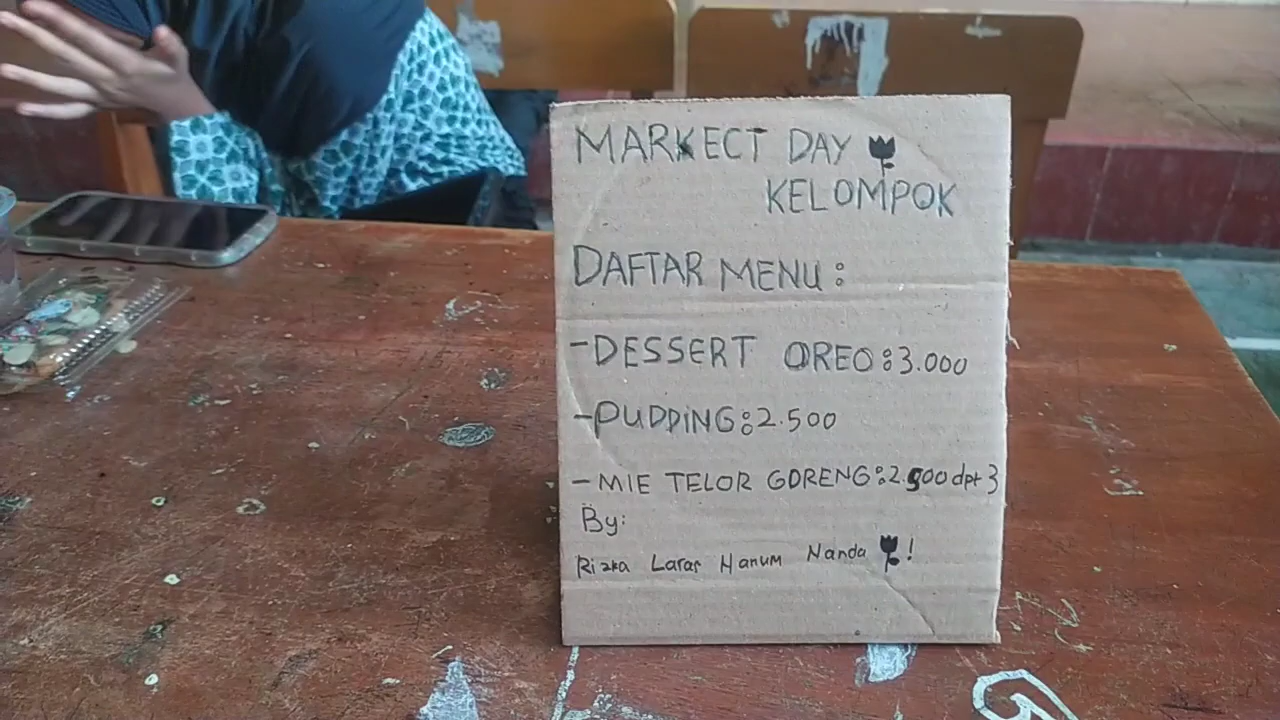 MARKECT DAY
KELOMPOK
DAFTAR MENU:
-DESSERT OREO:3.000
-PUDDING:2.500
-MIE TELOR GORENG:2.500 dpt 3
By:
Rizka Laras Hanum Nanda !